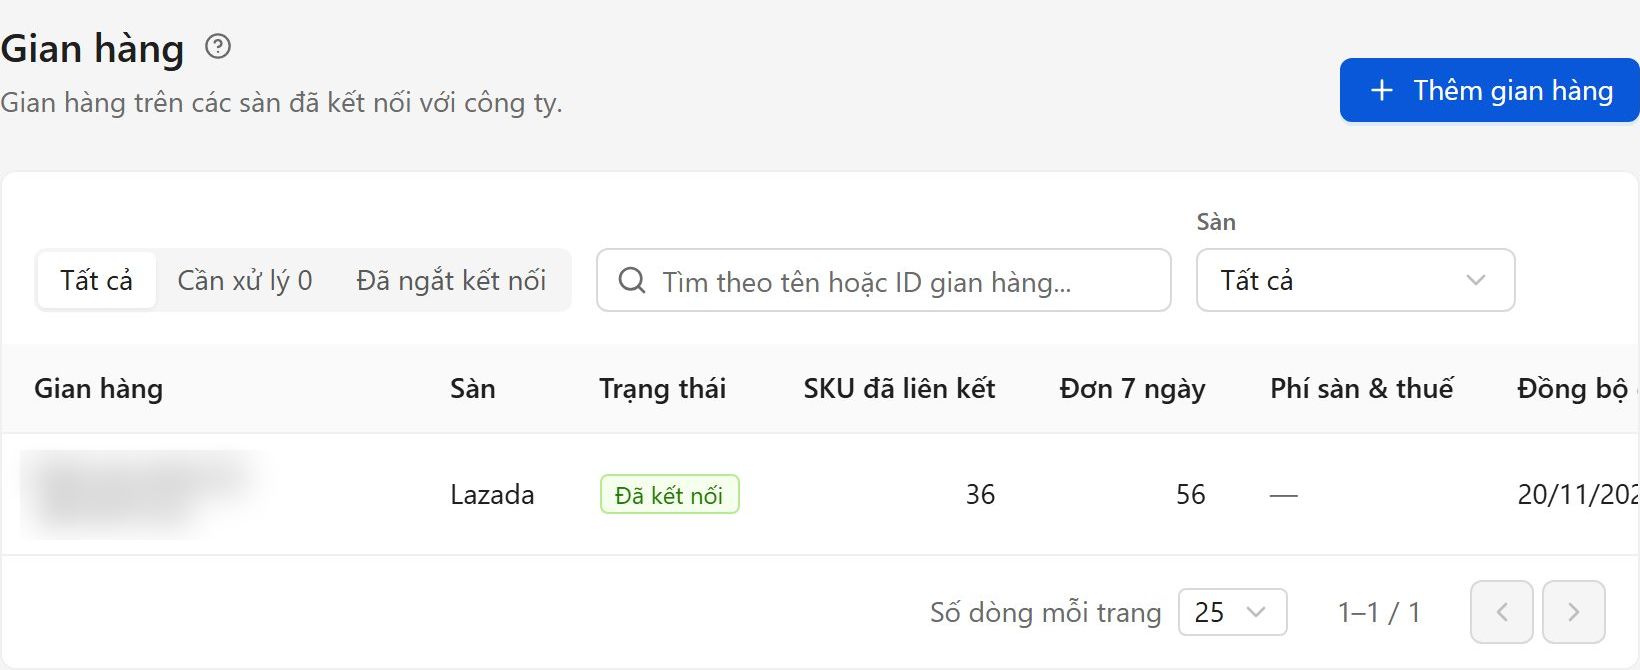 Gian hàng
Gian hàng trên các sàn đã kết nối với công ty.
+ Thêm gian hàng
Sàn
Tất cả Cần xử lý 0 Đã ngắt kết nối
Tìm theo tên hoặc ID gian hàng...
Tất cả
Gian hàng Sàn Trạng thái SKU đã liên kết Đơn 7 ngày Phí sàn & thuế Đồng bộ
Lazada Đã kết nối 36 56 — 20/11/202
Số dòng mỗi trang 25 1–1 / 1